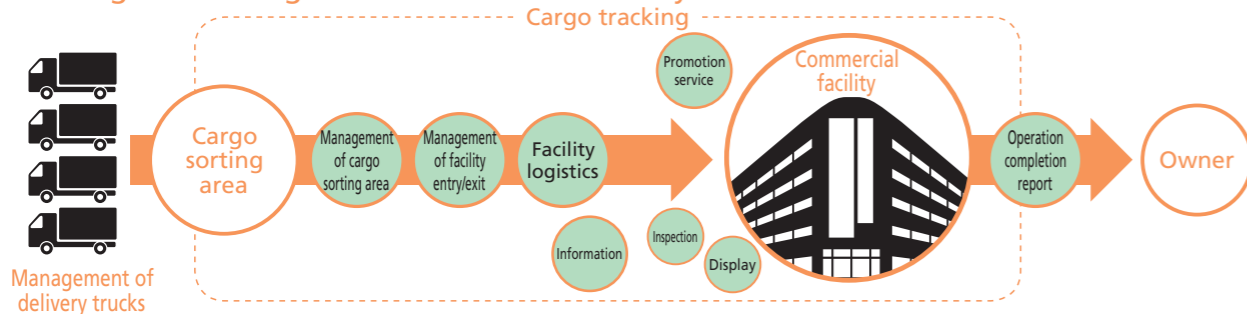 Cargo tracking
Promotion
service
Commercial
facility
Cargo
sorting
area
Management
of cargo
sorting area
Management
of facility
entry/exit
Facility
logistics
Operation
completion
report
Owner
Information
Inspection
Display
Management of
delivery trucks